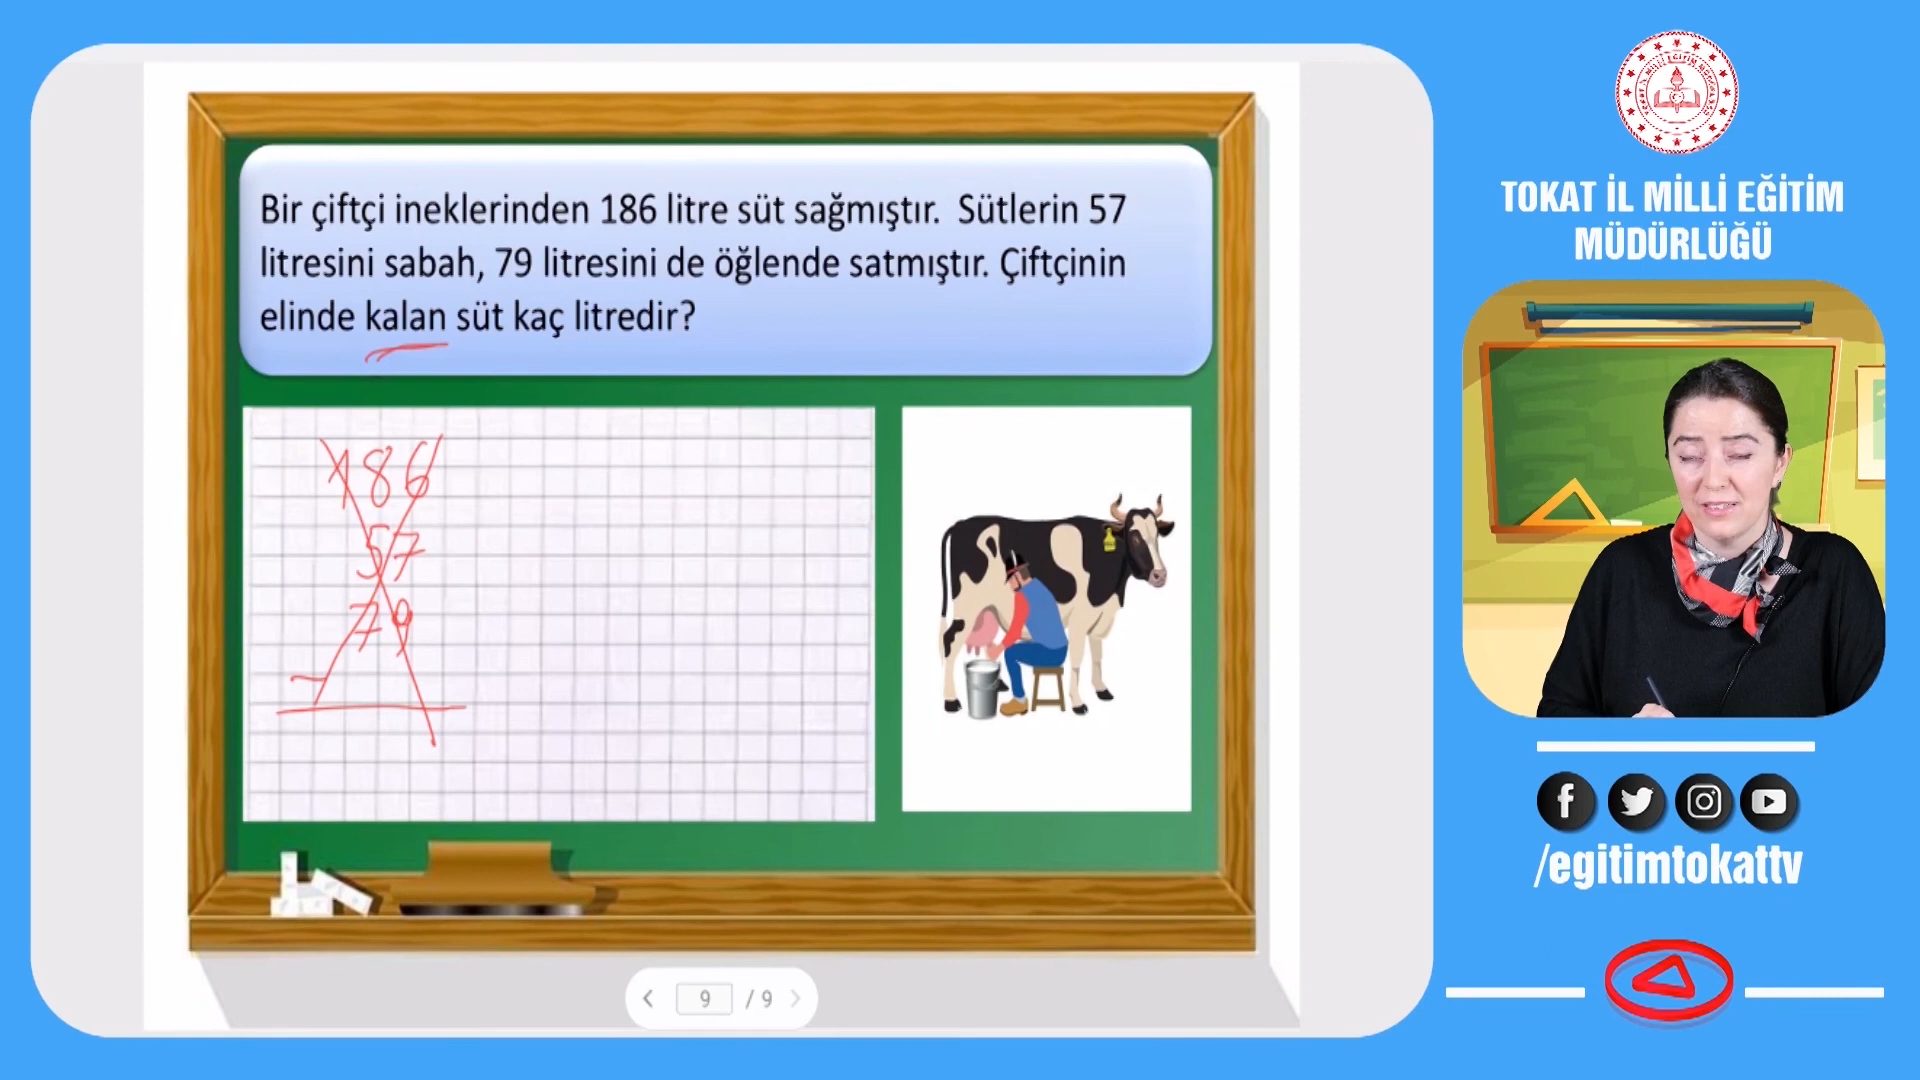 Bir çiftçi ineklerinden 186 litre süt sağmıştır. Sütlerin 57
litresini sabah, 79 litresini de öğlende satmıştır. Çiftçinin
elinde kalan süt kaç litredir?
186
57
79
-
9 / 9
TOKAT İL MİLLİ EĞİTİM
MÜDÜRLÜĞÜ
/egitimtokattv